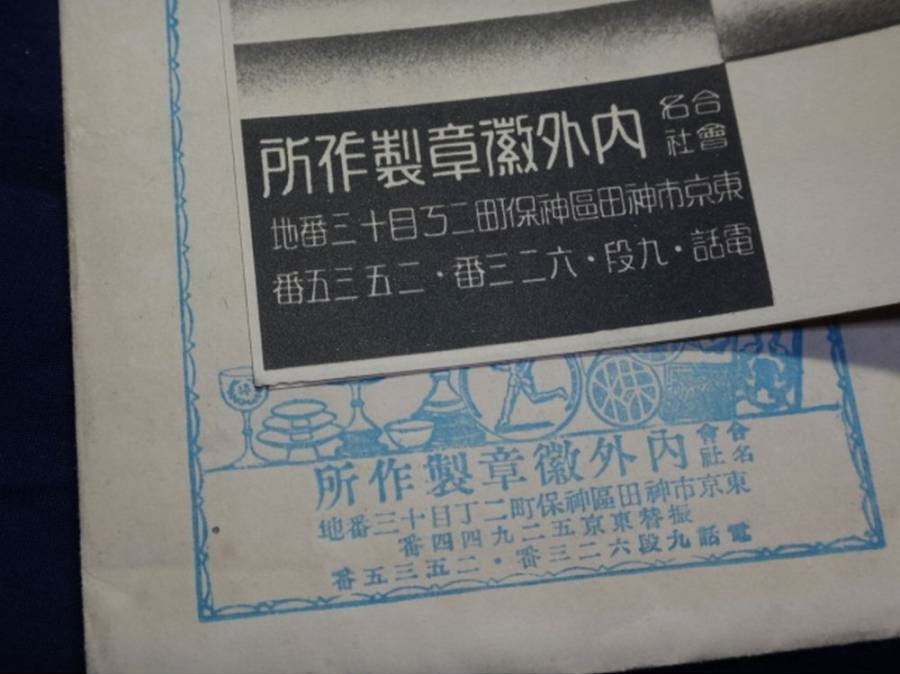 合名會社 內外徽章製作所
東京市神田區神保町二丁目十三番地
電話・九段・六二三番・二五三五番
合名會社 內外徽章製作所
東京市神田區神保町二丁目十三番地
振替東京五二九四四番
電話九段六二三番・二五三五番